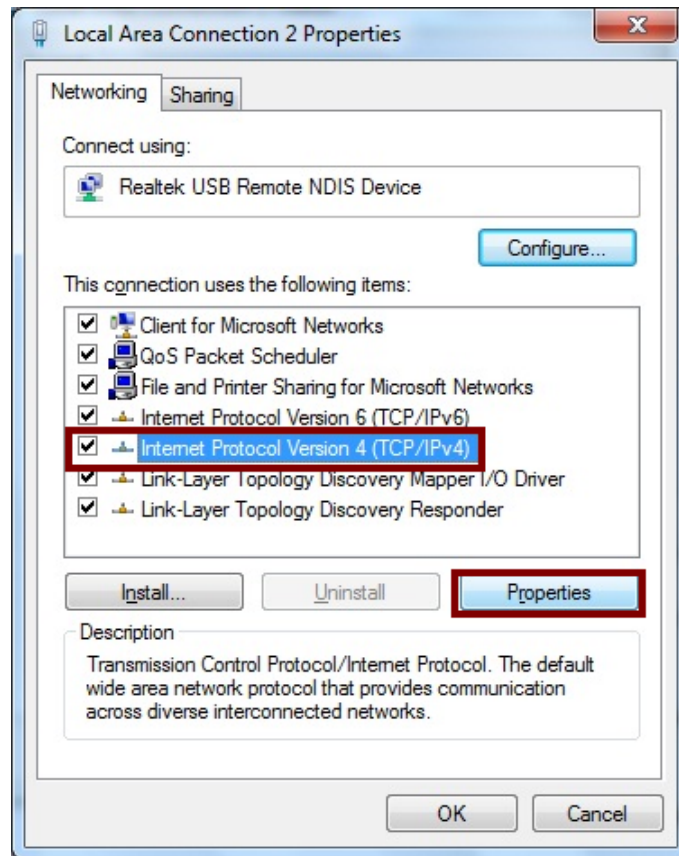 Local Area Connection 2 Properties
Networking
Sharing
Connect using:
Realtek USB Remote NDIS Device
Configure...
This connection uses the following items:
Client for Microsoft Networks
QoS Packet Scheduler
File and Printer Sharing for Microsoft Networks
Internet Protocol Version 6 (TCP/IPv6)
Internet Protocol Version 4 (TCP/IPv4)
Link-Layer Topology Discovery Mapper I/O Driver
Link-Layer Topology Discovery Responder
Install...
Uninstall
Properties
Description
Transmission Control Protocol/Internet Protocol. The default
wide area network protocol that provides communication
across diverse interconnected networks.
OK
Cancel